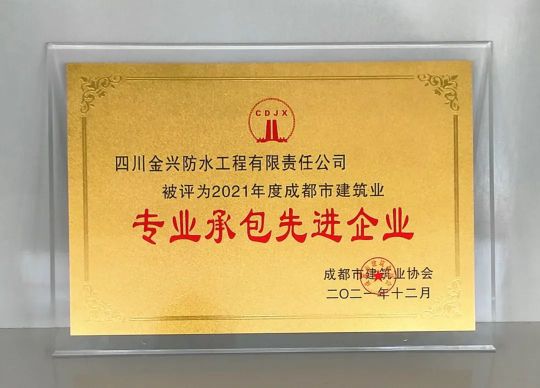 CDJX
四川金兴防水工程有限责任公司
被评为2021年度成都市建筑业
专业承包先进企业
成都市建筑业协会
二〇二一年十二月